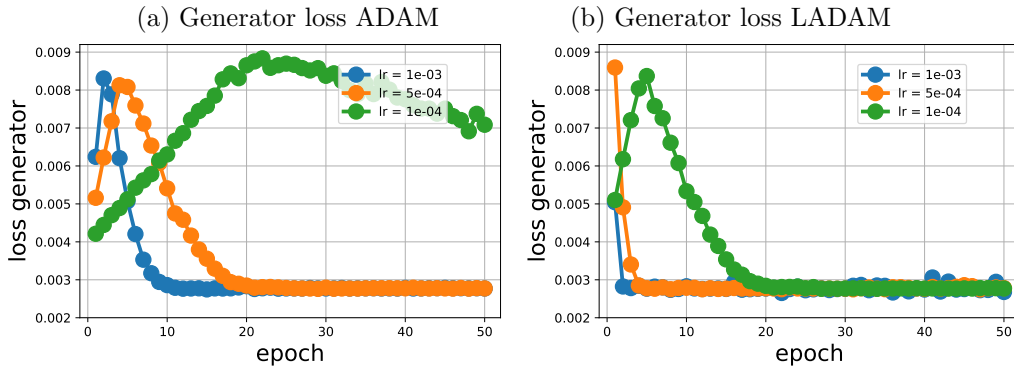 (a) Generator loss ADAM
0.009
0.008
0.007
0.006
0.005
0.004
0.003
0.002
loss generator
lr = 1e-03
lr = 5e-04
lr = 1e-04
0
10
20
30
40
50
epoch
(b) Generator loss LADAM
0.009
0.008
0.007
0.006
0.005
0.004
0.003
0.002
loss generator
lr = 1e-03
lr = 5e-04
lr = 1e-04
0
10
20
30
40
50
epoch